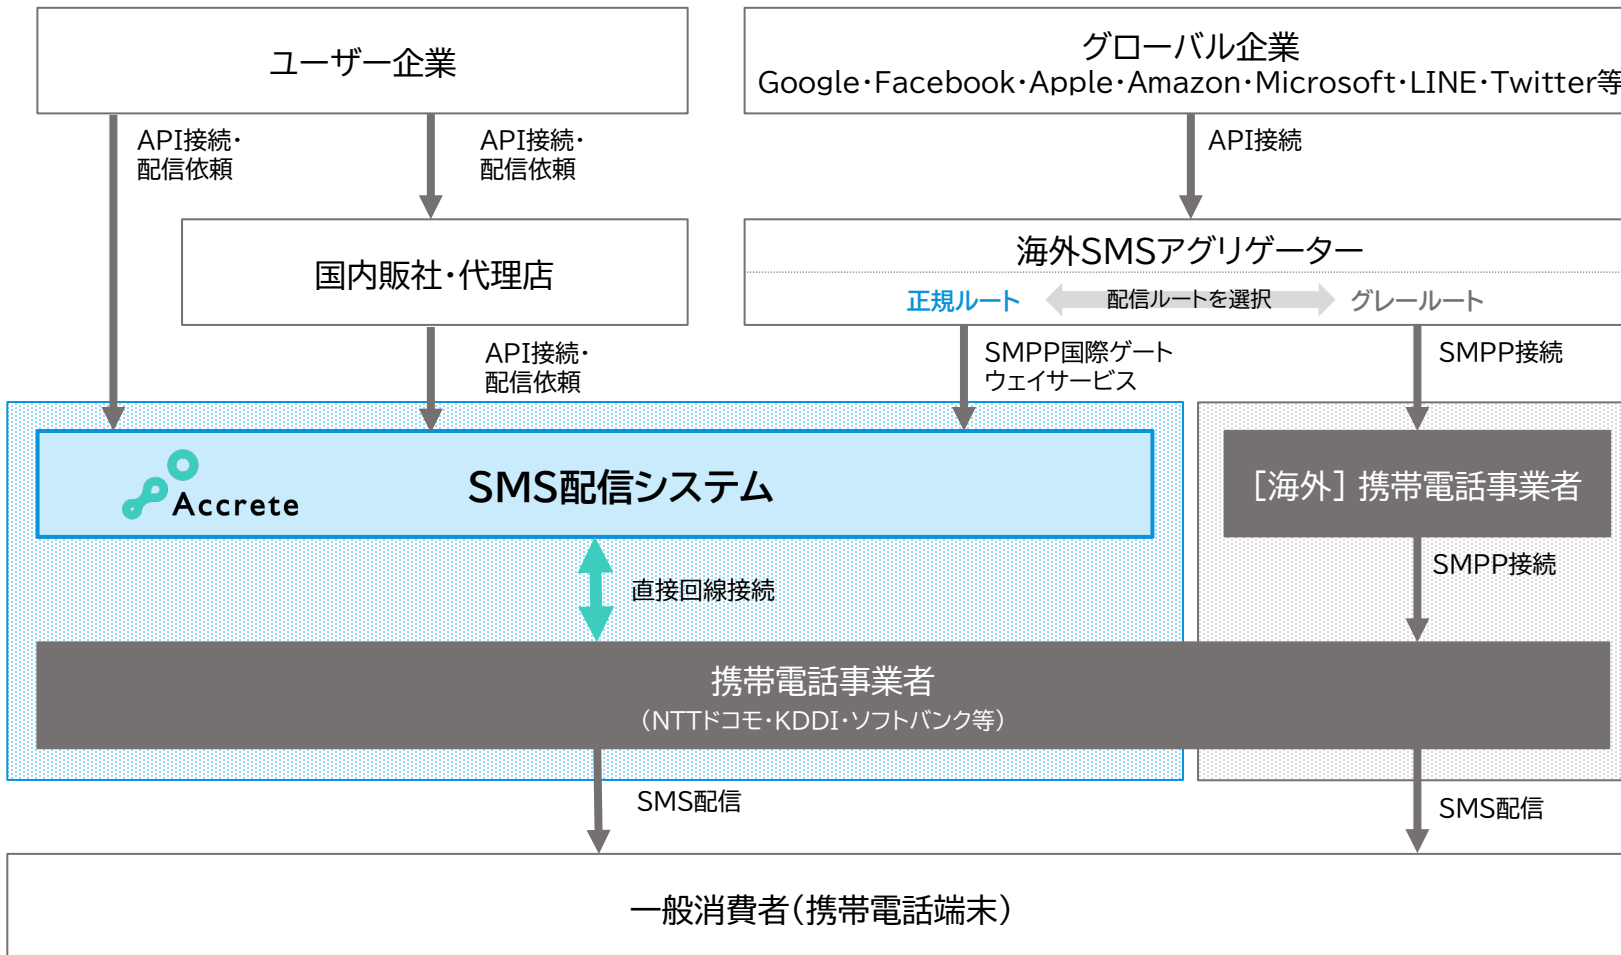 ユーザー企業
グローバル企業
Google・Facebook・Apple・Amazon・Microsoft・LINE・Twitter等
API接続・
配信依頼
API接続・
配信依頼
API接続
国内販社・代理店
海外SMSアグリゲーター
正規ルート
配信ルートを選択
グレールート
API接続・
配信依頼
SMPP国際ゲート
ウェイサービス
SMPP接続
Accrete
SMS配信システム
［海外］携帯電話事業者
直接回線接続
SMPP接続
携帯電話事業者
（NTTドコモ・KDDI・ソフトバンク等）
SMS配信
SMS配信
一般消費者（携帯電話端末）